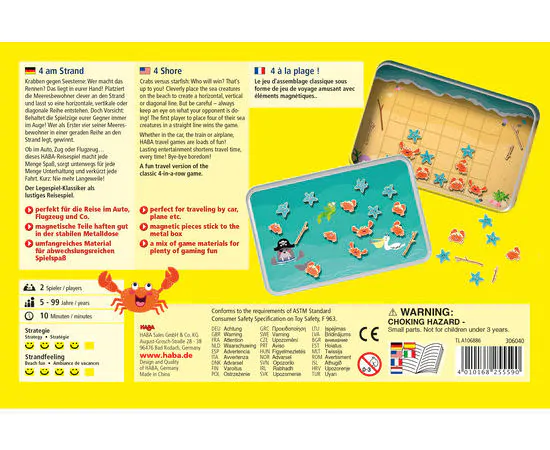 4 am Strand
Krabben gegen Seesterne: Wer macht das
Rennen? Das liegt in eurer Hand! Platziert
die Meeresbewohner clever an den Strand
und lasst so eine horizontale, vertikale oder
diagonale Reihe entstehen. Doch Vorsicht!
Behaltet die Spielzüge eurer Gegner immer
im Auge! Wer als Erster vier seiner Meeres-
bewohner in einer geraden Reihe an den
Strand legt, gewinnt.
Ob im Auto, Zug oder Flugzeug...
dieses HABA-Reisespiel macht jede
Menge Spaß, sorgt unterwegs für jede
Menge Unterhaltung und verkürzt jede
Fahrt. Kurz: Nie mehr Langeweile!
Der Legespiel-Klassiker als
lustiges Reisespiel.
perfekt für die Reise im Auto,
Flugzeug und Co.
magnetische Teile haften gut
in der stabilen Metalldose
umfangreiches Material
für abwechslungsreichen
Spielspaß
4 Shore
Crabs versus starfish: Who will win? That's
up to you! Cleverly place the sea creatures
on the beach to create a horizontal, vertical
or diagonal line. But be careful – always
keep an eye on what your opponent is do-
ing! The first player to place four of their sea
creatures in a straight line wins the game.
Whether in the car, the train or airplane,
HABA travel games are loads of fun!
Lasting entertainment shortens travel time,
every time! Bye-bye boredom!
A fun travel version of the
classic 4-in-a-row game.
perfect for traveling by car,
plane etc.
magnetic pieces stick to the
metal box
a mix of game materials for
plenty of gaming fun
4 à la plage !
Le jeu d'assemblage classique sous
forme de jeu de voyage amusant avec
éléments magnétiques.
2 Spieler / players
5 - 99 Jahre / years
10 Minuten / minutes
Strategie
Strategy • Stratégie
Strandfeeling
Beach fun • Ambiance de vacances
HABA
HABA Sales GmbH & Co. KG
August-Grosch-Straße 28 - 38
96476 Bad Rodach, Germany
www.haba.de
Design and Quality
of HABA, Germany
Made in China
Conforms to the requirements of ASTM Standard
Consumer Safety Specification on Toy Safety, F 963.
DEU Achtung
GBR Warning
FRA Attention
NLD Waarschuwing
ESP Advertencia
ITA Avvertenza
DNK Advarsel
FIN Varoitus
POL Ostrzeżenie
GRC Προειδοποίηση
SWE Varning
CZE Upozornění
PRT Aviso
HUN Figyelmeztetés
NOR Advarsel
SVN Opozorilo
SVK Upozornenie
LTU Įspėjimas
LVA Brīdinājums
EST Hoiatus
MLT Twissija
ROM Avertisment
ISL Aðvörun
HRV Upozorenje
TUR Uyarı
CE
0-3
WARNING:
CHOKING HAZARD -
Small parts. Not for children under 3 years.
TLA106886
306040
4 010168 255590